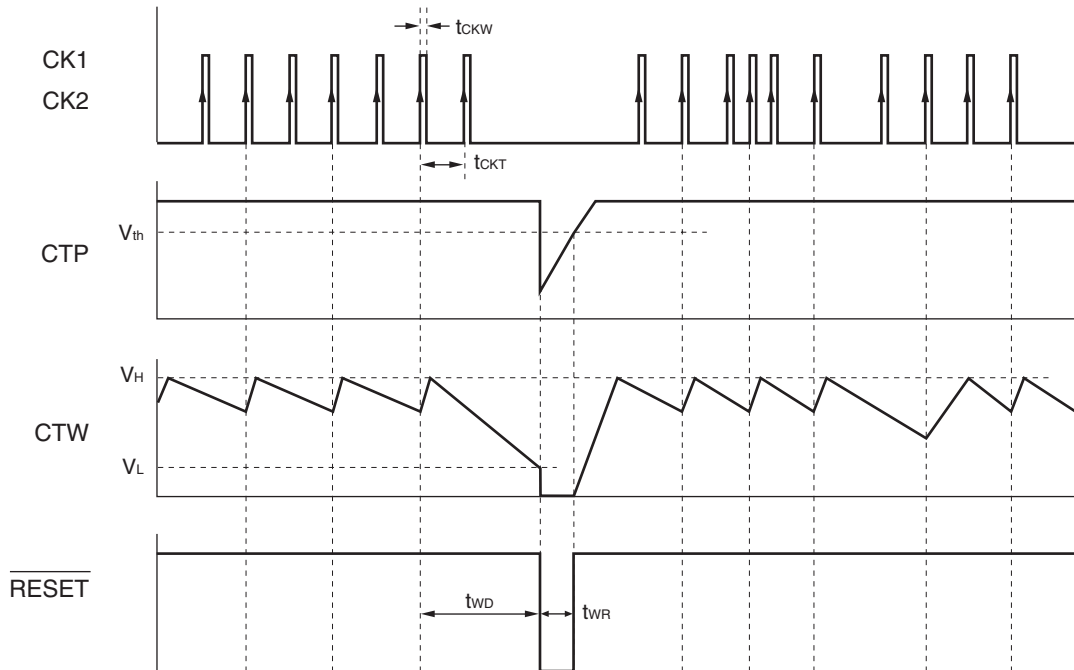 tCKW
CK1
CK2
tCKT
Vth
CTP
VH
CTW
VL
RESET
tWD
tWR